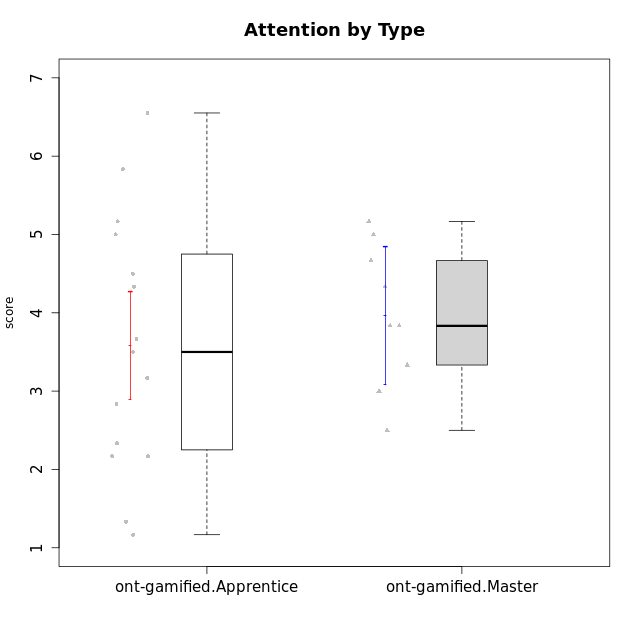 Attention by Type
7
6
5
4
3
2
1
score
ont-gamified.Apprentice
ont-gamified.Master